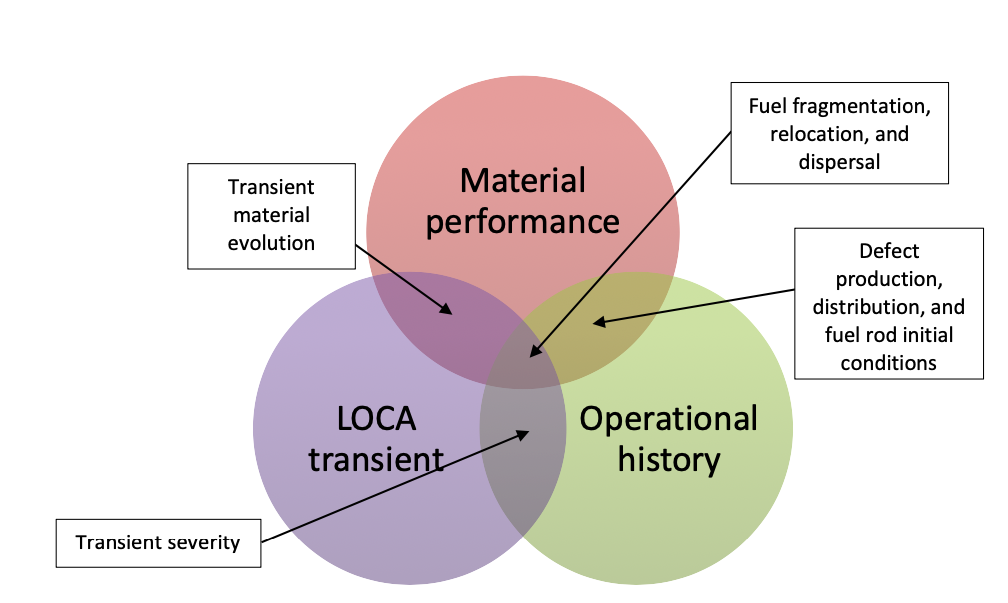 Fuel fragmentation,
relocation, and
dispersal
Material
performance
Transient
material
evolution
Defect
production,
distribution, and
fuel rod initial
conditions
LOCA
transient
Operational
history
Transient severity